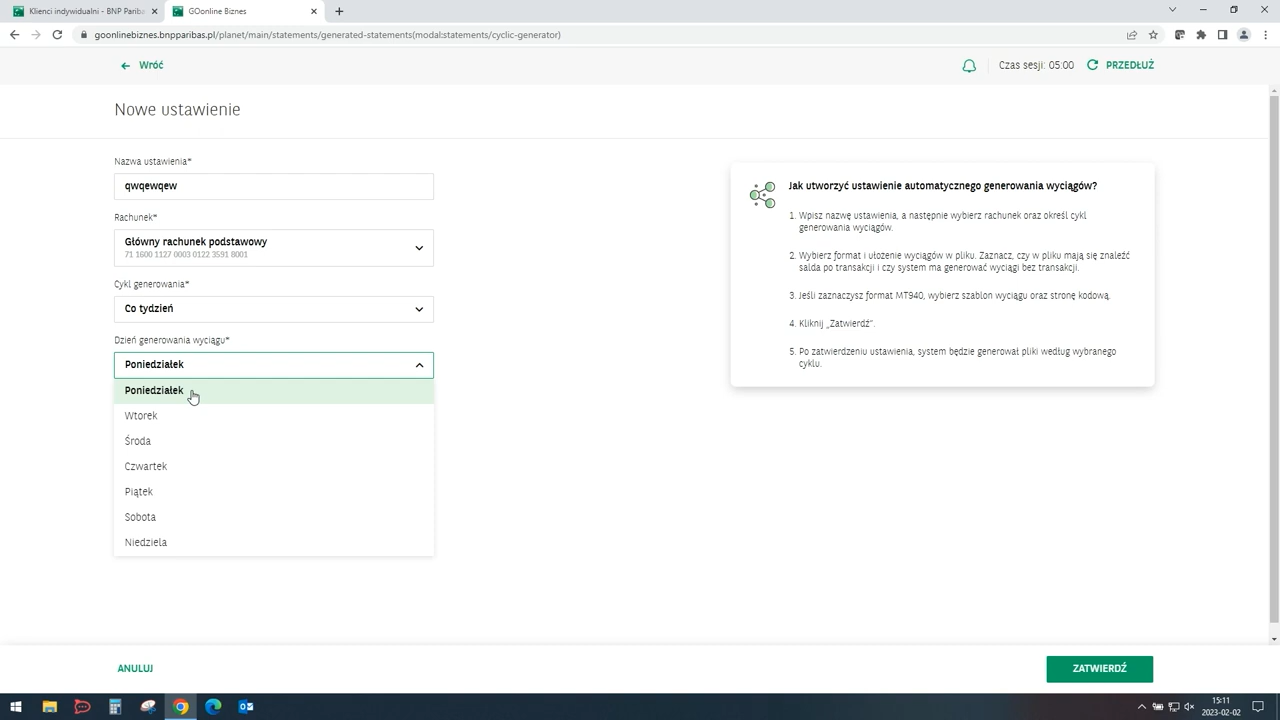 Klienci indywidualni - BNP Pariba
GOonline Biznes
goonlinebiznes.bnpparibas.pl/planet/main/statements/generated-statements(modal:statements/cyclic-generator)
Wróć
Czas sesji: 05:00
PRZEDŁUŻ
Nowe ustawienie
Nazwa ustawienia*
qwqewqew
Rachunek*
Główny rachunek podstawowy
71 1600 1127 0003 0122 3591 8001
Cykl generowania*
Co tydzień
Dzień generowania wyciągu*
Poniedziałek
Poniedziałek
Wtorek
Środa
Czwartek
Piątek
Sobota
Niedziela
Jak utworzyć ustawienie automatycznego generowania wyciągów?
1. Wpisz nazwę ustawienia, a następnie wybierz rachunek oraz określ cykl
generowania wyciągów.
2. Wybierz format i ułożenie wyciągów w pliku. Zaznacz, czy w pliku mają się znaleźć
salda po transakcji i czy system ma generować wyciągi bez transakcji.
3. Jeśli zaznaczysz format MT940, wybierz szablon wyciągu oraz stronę kodową.
4. Kliknij „Zatwierdź”.
5. Po zatwierdzeniu ustawienia, system będzie generował pliki według wybranego
cyklu.
ANULUJ
ZATWIERDŹ
15:11
2023-02-02